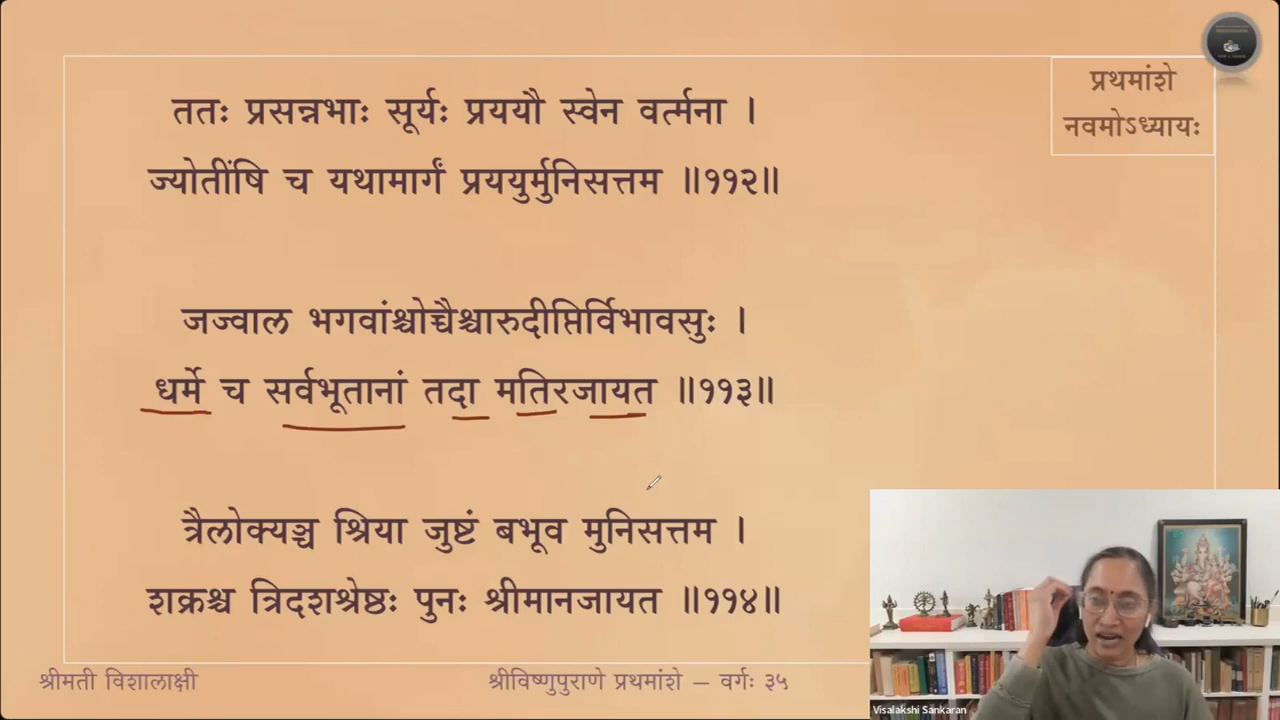 प्रथमांशे
नवमोऽध्यायः
ततः प्रसन्नभाः सूर्यः प्रययौ स्वेन वर्त्मना ।
ज्योतींषि च यथामार्गं प्रययुर्मुनिसत्तम ॥११२॥
जज्वाल भगवांश्चोच्चैश्चारुदीप्तिर्विभावसुः ।
धर्मे च सर्वभूतानां तदा मतिरजायत ॥११३॥
त्रैलोक्यञ्च श्रिया जुष्टं बभूव मुनिसत्तम ।
शक्रश्च त्रिदशश्रेष्ठः पुनः श्रीमानजायत ॥११४॥
श्रीमती विशालाक्षी
श्रीविष्णुपुराणे प्रथमांशे – वर्गः ३५
Visalakshi Sankaran